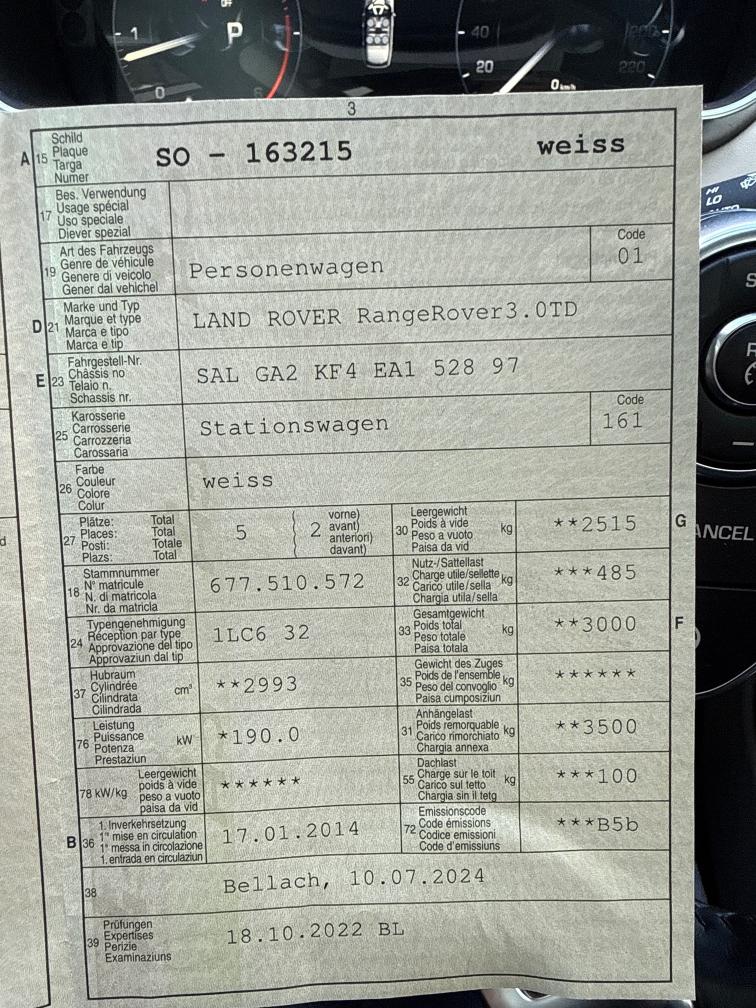 1
P
40
20
0
0 km/h
220
3
A 15 Schild
Plaque
Targa
Numer
SO - 163215 weiss
17 Bes. Verwendung
Usage spécial
Uso speciale
Diever spezial
19 Art des Fahrzeugs
Genre de véhicule
Genere di veicolo
Gener dal vehichel
Personenwagen
Code
01
D 21 Marke und Typ
Marque et type
Marca e tipo
Marca e tip
LAND ROVER RangeRover3.0TD
E 23 Fahrgestell-Nr.
Châssis no
Telaio n.
Schassis nr.
SAL GA2 KF4 EA1 528 97
25 Karosserie
Carrosserie
Carrozzeria
Carossaria
Stationswagen
Code
161
26 Farbe
Couleur
Colore
Colur
weiss
27 Plätze: Total
Places: Total
Posti: Totale
Plazs: Total
5
2 vorne)
avant)
anteriori)
davant)
30 Leergewicht
Poids à vide
Peso a vuoto
Paisa da vid
kg
**2515
G
18 Stammnummer
N° matricule
N. di matricola
Nr. da matricla
677.510.572
32 Nutz-/Sattellast
Charge utile/sellette
Carico utile/sella
Chargia utila/sella
kg
***485
24 Typengenehmigung
Réception par type
Approvazione del tipo
Approvaziun dal tip
1LC6 32
33 Gesamtgewicht
Poids total
Peso totale
Paisa totala
kg
**3000
F
37 Hubraum
Cylindrée
Cilindrata
Cilindrada
cm³
**2993
35 Gewicht des Zuges
Poids de l'ensemble
Peso del convoglio
Paisa cumposiziun
kg
******
76 Leistung
Puissance
Potenza
Prestaziun
kW
*190.0
31 Anhängelast
Poids remorquable
Carico rimorchiato
Chargia annexa
kg
**3500
78 kW/kg Leergewicht
poids à vide
peso a vuoto
paisa da vid
******
55 Dachlast
Charge sur le toit
Carico sul tetto
Chargia sin il tetg
kg
***100
B 36 1. Inverkehrsetzung
1re mise en circulation
1a messa in circolazione
1. entrada en circulaziun
17.01.2014
72 Emissionscode
Code émissions
Codice emissioni
Code d'emissiuns
***B5b
38
Bellach, 10.07.2024
39 Prüfungen
Expertises
Perizie
Examinaziuns
18.10.2022 BL
HI
LO
AUTO
ANCEL